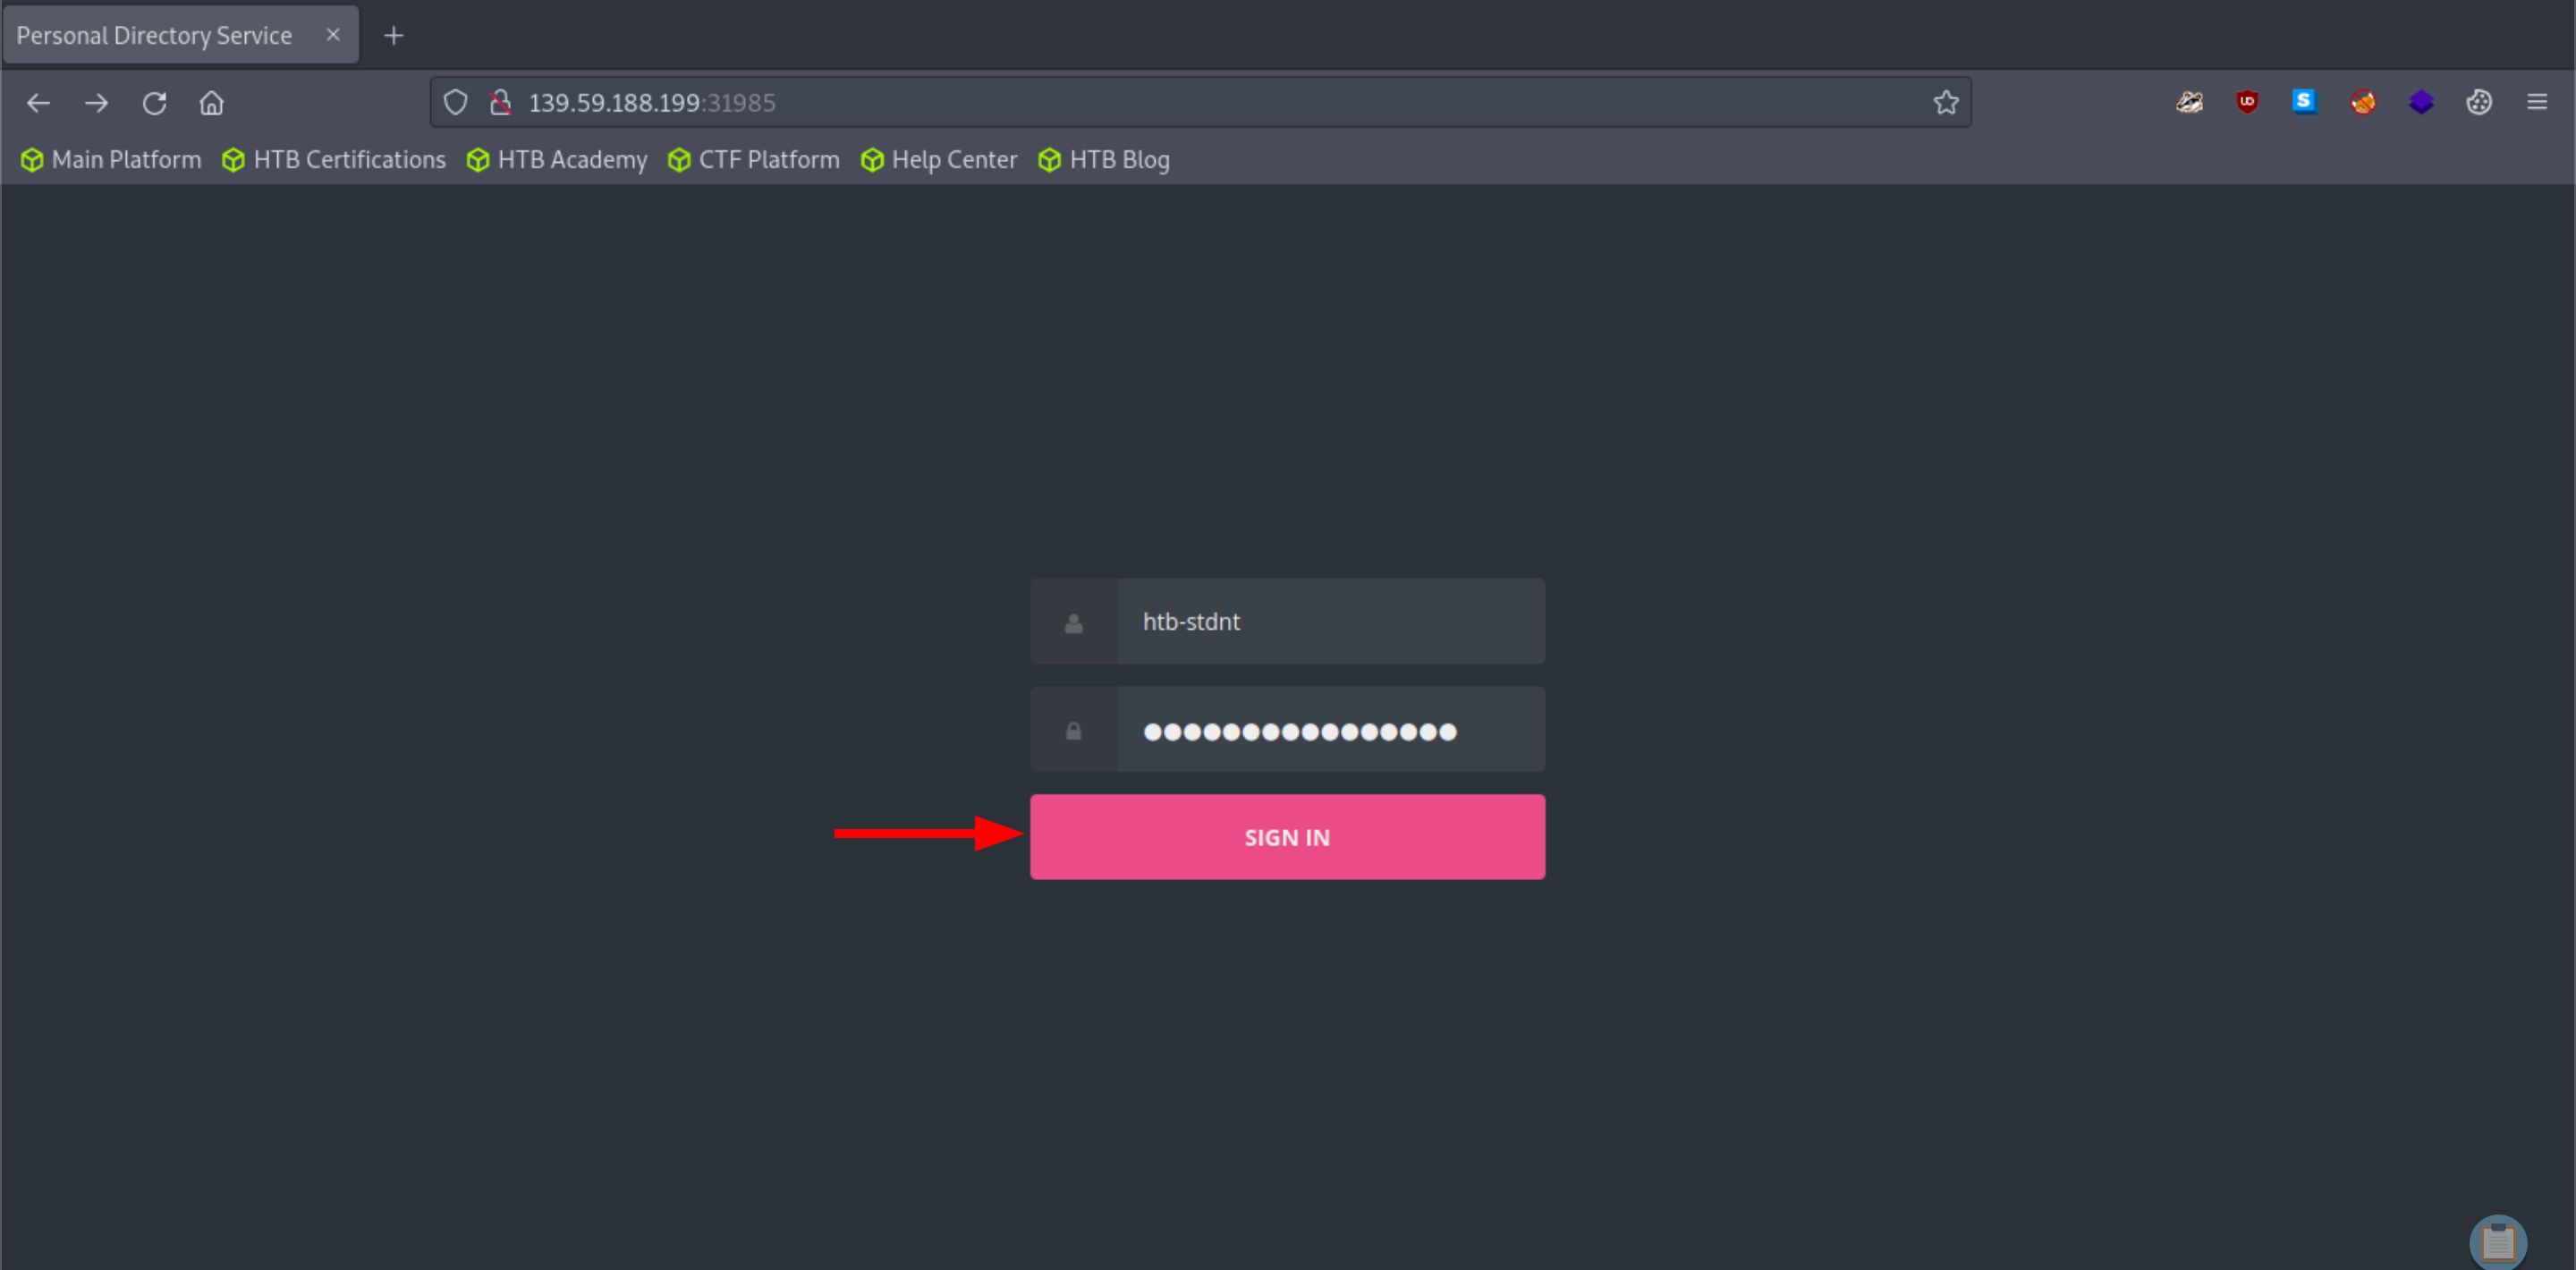 Personal Directory Service
139.59.188.199:31985
Main Platform HTB Certifications HTB Academy CTF Platform Help Center HTB Blog
htb-stdnt
●●●●●●●●●●●●●●●●
SIGN IN